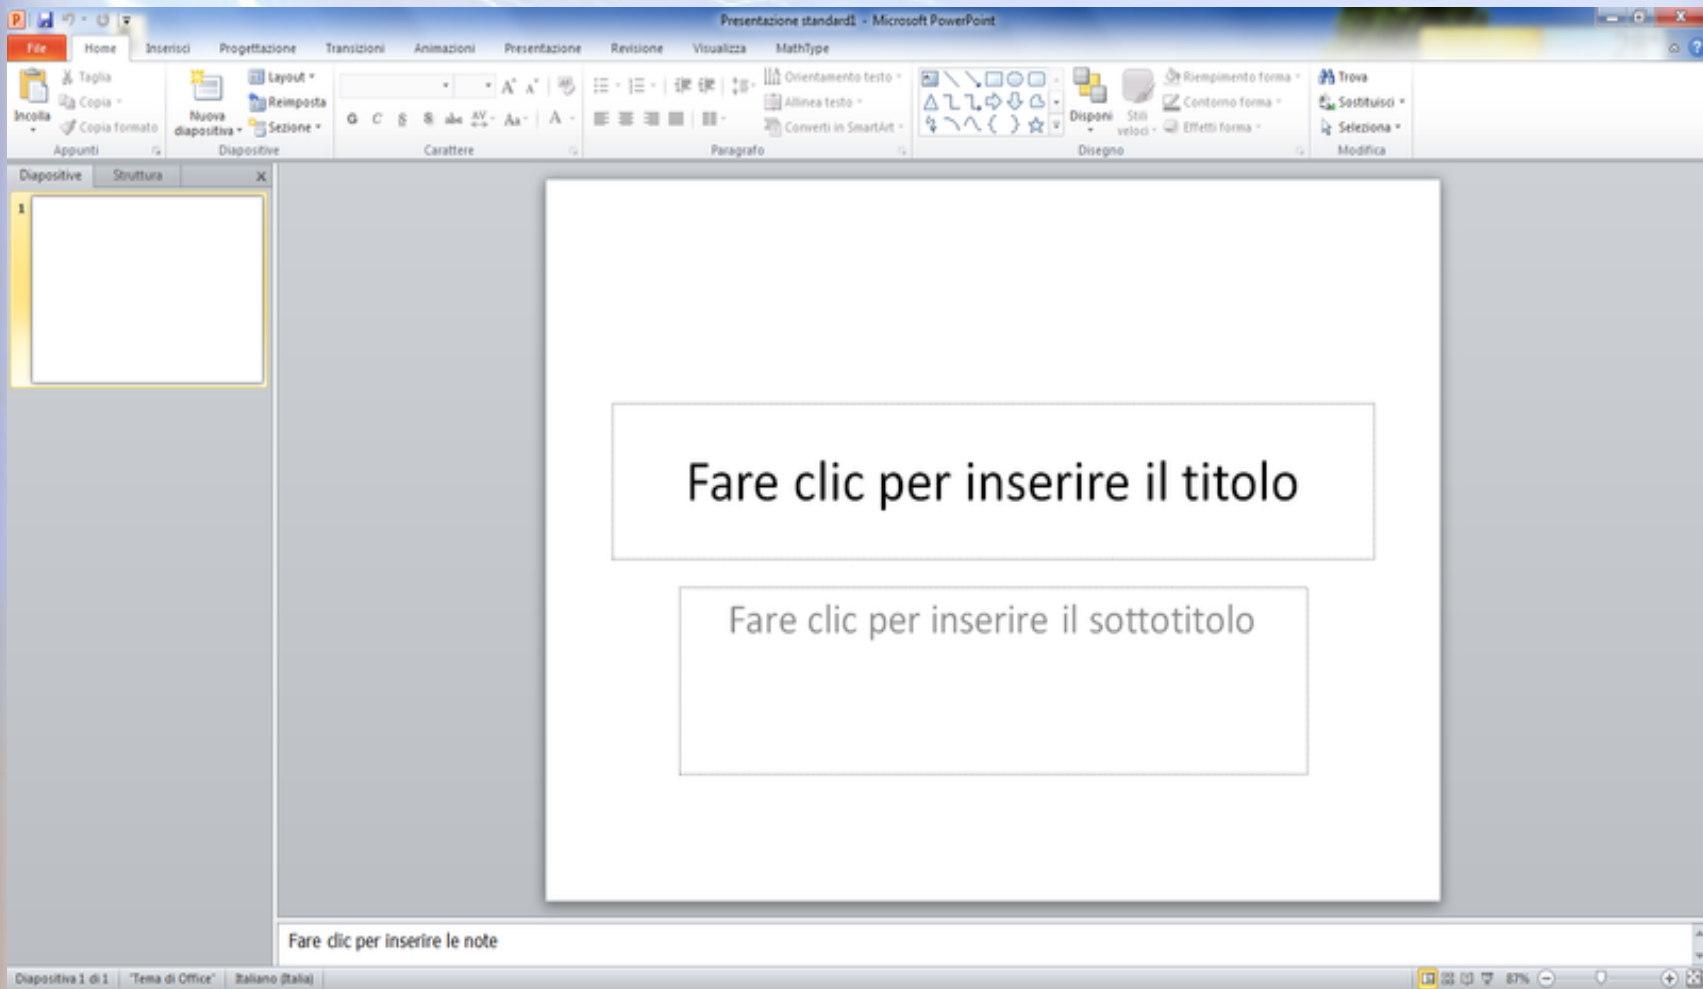 Presentazione standard1 - Microsoft PowerPoint
File Home Inserisci Progettazione Transizioni Animazioni Presentazione Revisione Visualizza MathType
Incolla
Taglia
Copia
Copia formato
Appunti
Nuova diapositiva
Layout
Reimposta
Sezione
Diapositive
G C S S abc AV Aa A
Carattere
Orientamento testo
Allinea testo
Converti in SmartArt
Paragrafo
Disponi
Stili veloci
Riempimento forma
Contorno forma
Effetti forma
Disegno
Trova
Sostituisci
Seleziona
Modifica
Diapositive Struttura
1
Fare clic per inserire il titolo
Fare clic per inserire il sottotitolo
Fare clic per inserire le note
Diapositiva 1 di 1 "Tema di Office" Italiano (Italia) 87%